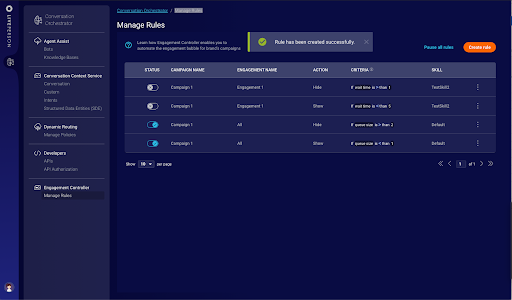 LIVEPERSON
Conversation
Orchestrator
Agent Assist
Bots
Knowledge Bases
Conversation Context Service
Conversation
Custom
Intents
Structured Data Entities (SDE)
Dynamic Routing
Manage Policies
Developers
APIs
API Authorization
Engagement Controller
Manage Rules
Conversation Orchestrator / Manage Rules
Manage Rules
Learn how Engagement Controller enables you to
automate the engagement bubble for brand's campaigns
Rule has been created successfully.
Pause all rules
Create rule
STATUS CAMPAIGN NAME ENGAGEMENT NAME ACTION CRITERIA SKILL
Campaign 1 Engagement 1 Hide If wait time is > than 1 TestSkill2
Campaign 1 Engagement 1 Show If wait time is < than 5 TestSkill2
Campaign 1 All Hide If queue size is > than 2 Default
Campaign 1 All Show If queue size is < than 1 Default
Show 10 per page
1 of 1